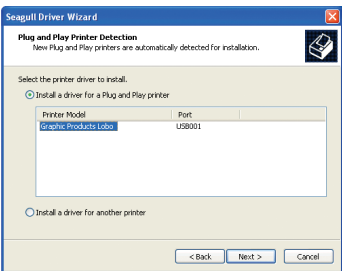 Seagull Driver Wizard
Plug and Play Printer Detection
New Plug and Play printers are automatically detected for installation.
Select the printer driver to install.
Install a driver for a Plug and Play printer
Printer Model Port
Graphic Products Lobo USB001
Install a driver for another printer
< Back Next > Cancel